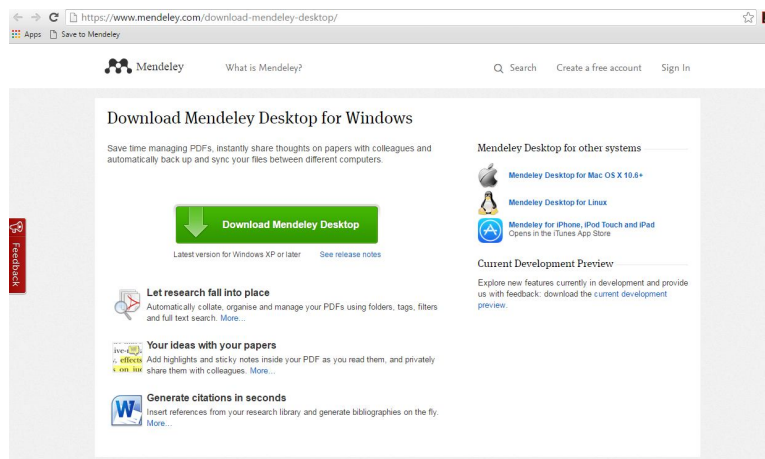 https://www.mendeley.com/download-mendeley-desktop/
Apps Save to Mendeley
Mendeley What is Mendeley? Search Create a free account Sign In
Download Mendeley Desktop for Windows
Save time managing PDFs, instantly share thoughts on papers with colleagues and
automatically back up and sync your files between different computers.
Download Mendeley Desktop
Latest version for Windows XP or later See release notes
Let research fall into place
Automatically collate, organise and manage your PDFs using folders, tags, filters
and full text search. More...
Your ideas with your papers
Add highlights and sticky notes inside your PDF as you read them, and privately
share them with colleagues. More...
Generate citations in seconds
Insert references from your research library and generate bibliographies on the fly.
More...
Mendeley Desktop for other systems
Mendeley Desktop for Mac OS X 10.6+
Mendeley Desktop for Linux
Mendeley for iPhone, iPod Touch and iPad
Opens in the iTunes App Store
Current Development Preview
Explore new features currently in development and provide
us with feedback: download the current development
preview.
Feedback
effects
W